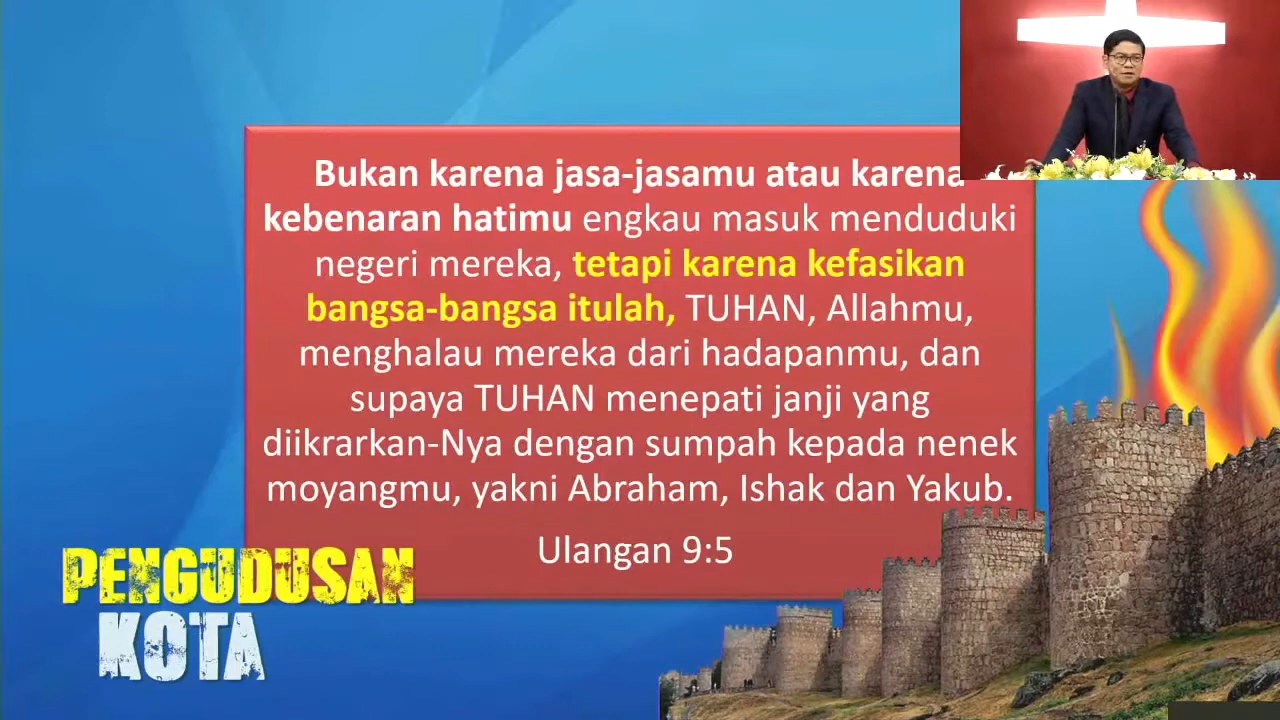 Bukan karena jasa-jasamu atau karena
kebenaran hatimu engkau masuk menduduki
negeri mereka, tetapi karena kefasikan
bangsa-bangsa itulah, TUHAN, Allahmu,
menghalau mereka dari hadapanmu, dan
supaya TUHAN menepati janji yang
diikrarkan-Nya dengan sumpah kepada nenek
moyangmu, yakni Abraham, Ishak dan Yakub.
Ulangan 9:5
PENGUDUSAN
KOTA